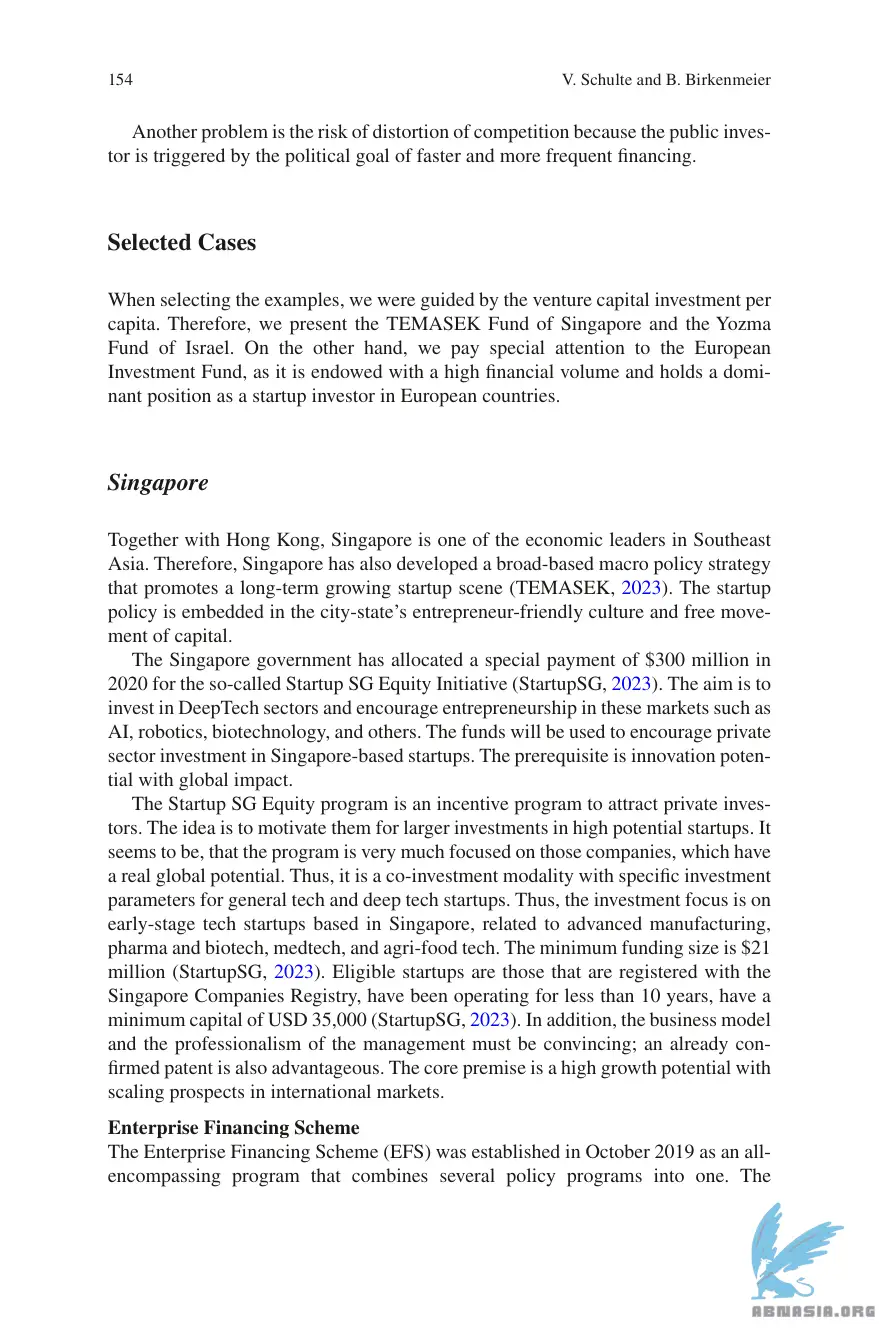 154
V. Schulte and B. Birkenmeier
Another problem is the risk of distortion of competition because the public inves-
tor is triggered by the political goal of faster and more frequent financing.
Selected Cases
When selecting the examples, we were guided by the venture capital investment per
capita. Therefore, we present the TEMASEK Fund of Singapore and the Yozma
Fund of Israel. On the other hand, we pay special attention to the European
Investment Fund, as it is endowed with a high financial volume and holds a domi-
nant position as a startup investor in European countries.
Singapore
Together with Hong Kong, Singapore is one of the economic leaders in Southeast
Asia. Therefore, Singapore has also developed a broad-based macro policy strategy
that promotes a long-term growing startup scene (TEMASEK, 2023). The startup
policy is embedded in the city-state's entrepreneur-friendly culture and free move-
ment of capital.
The Singapore government has allocated a special payment of $300 million in
2020 for the so-called Startup SG Equity Initiative (StartupSG, 2023). The aim is to
invest in DeepTech sectors and encourage entrepreneurship in these markets such as
AI, robotics, biotechnology, and others. The funds will be used to encourage private
sector investment in Singapore-based startups. The prerequisite is innovation poten-
tial with global impact.
The Startup SG Equity program is an incentive program to attract private inves-
tors. The idea is to motivate them for larger investments in high potential startups. It
seems to be, that the program is very much focused on those companies, which have
a real global potential. Thus, it is a co-investment modality with specific investment
parameters for general tech and deep tech startups. Thus, the investment focus is on
early-stage tech startups based in Singapore, related to advanced manufacturing,
pharma and biotech, medtech, and agri-food tech. The minimum funding size is $21
million (StartupSG, 2023). Eligible startups are those that are registered with the
Singapore Companies Registry, have been operating for less than 10 years, have a
minimum capital of USD 35,000 (StartupSG, 2023). In addition, the business model
and the professionalism of the management must be convincing; an already con-
firmed patent is also advantageous. The core premise is a high growth potential with
scaling prospects in international markets.
Enterprise Financing Scheme
The Enterprise Financing Scheme (EFS) was established in October 2019 as an all-
encompassing program that combines several policy programs into one. The
ABMASIA.ORG